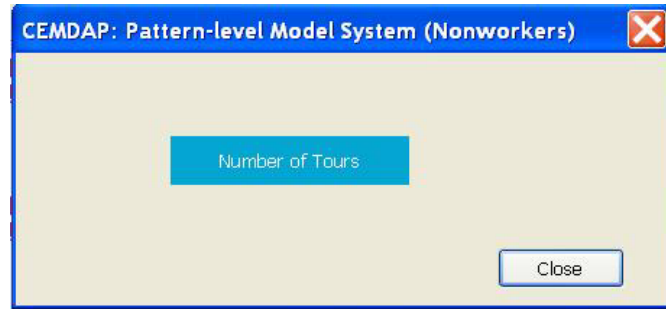 CEMDAP: Pattern-level Model System (Nonworkers)
Number of Tours
Close